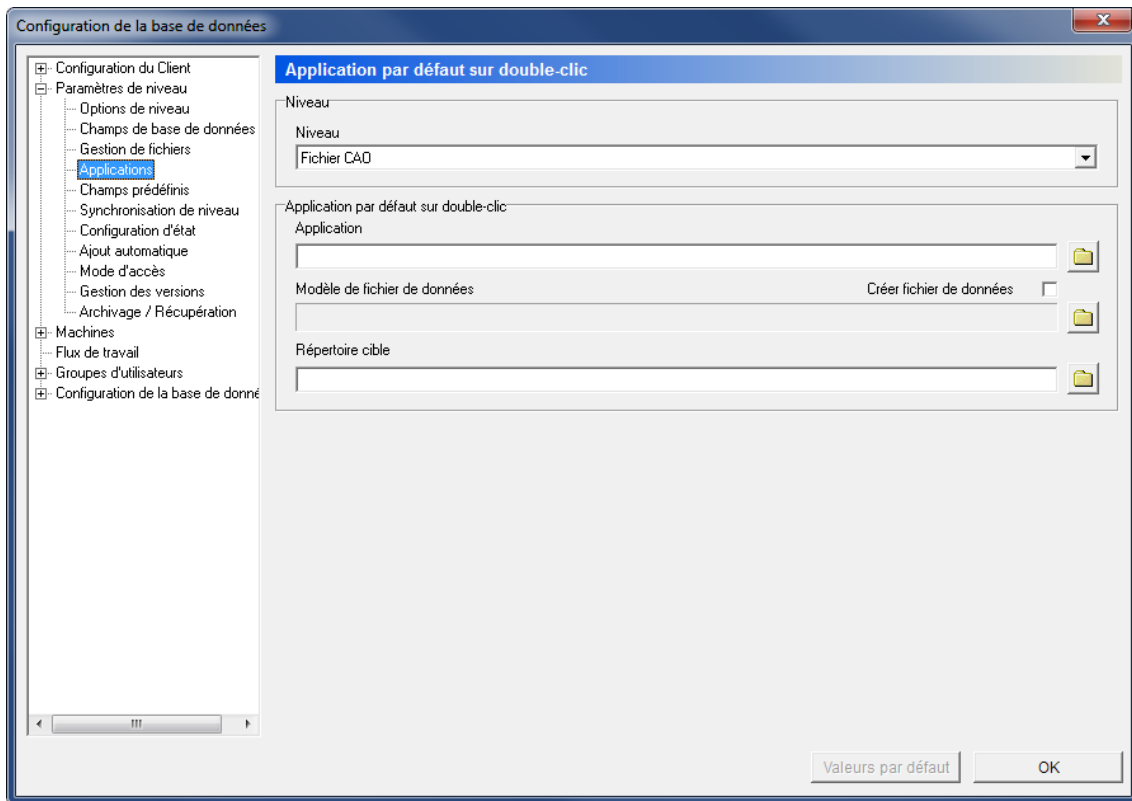 Configuration de la base de données
Configuration du Client
Paramètres de niveau
Options de niveau
Champs de base de données
Gestion de fichiers
Applications
Champs prédéfinis
Synchronisation de niveau
Configuration d'état
Ajout automatique
Mode d'accès
Gestion des versions
Archivage / Récupération
Machines
Flux de travail
Groupes d'utilisateurs
Configuration de la base de donné
Application par défaut sur double-clic
Niveau
Niveau
Fichier CAO
Application par défaut sur double-clic
Application
Modèle de fichier de données Créer fichier de données
Répertoire cible
Valeurs par défaut OK